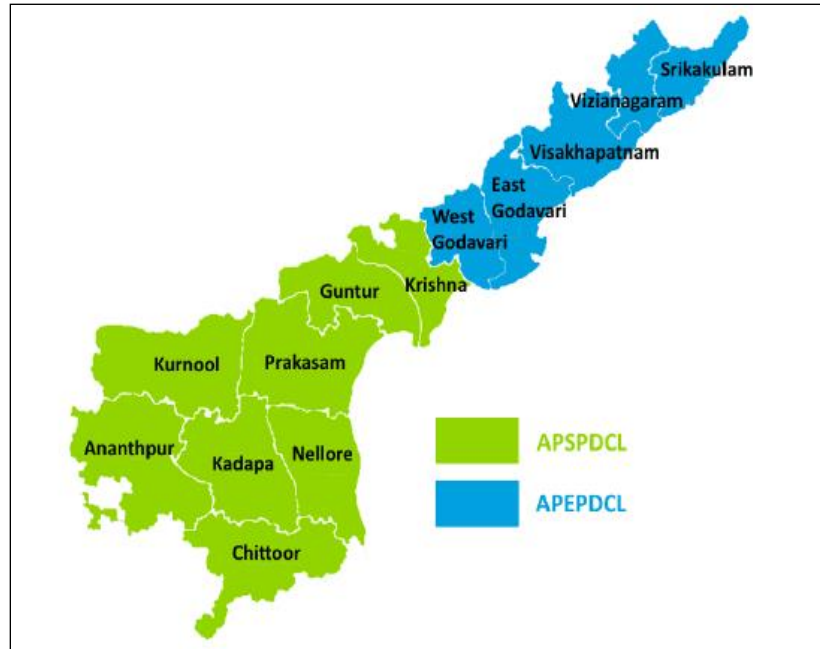 Srikakulam
Vizianagaram
Visakhapatnam
East
Godavari
West
Godavari
Krishna
Guntur
Kurnool
Prakasam
Ananthpur
Kadapa
Nellore
Chittoor
APSPDCL
APEPDCL